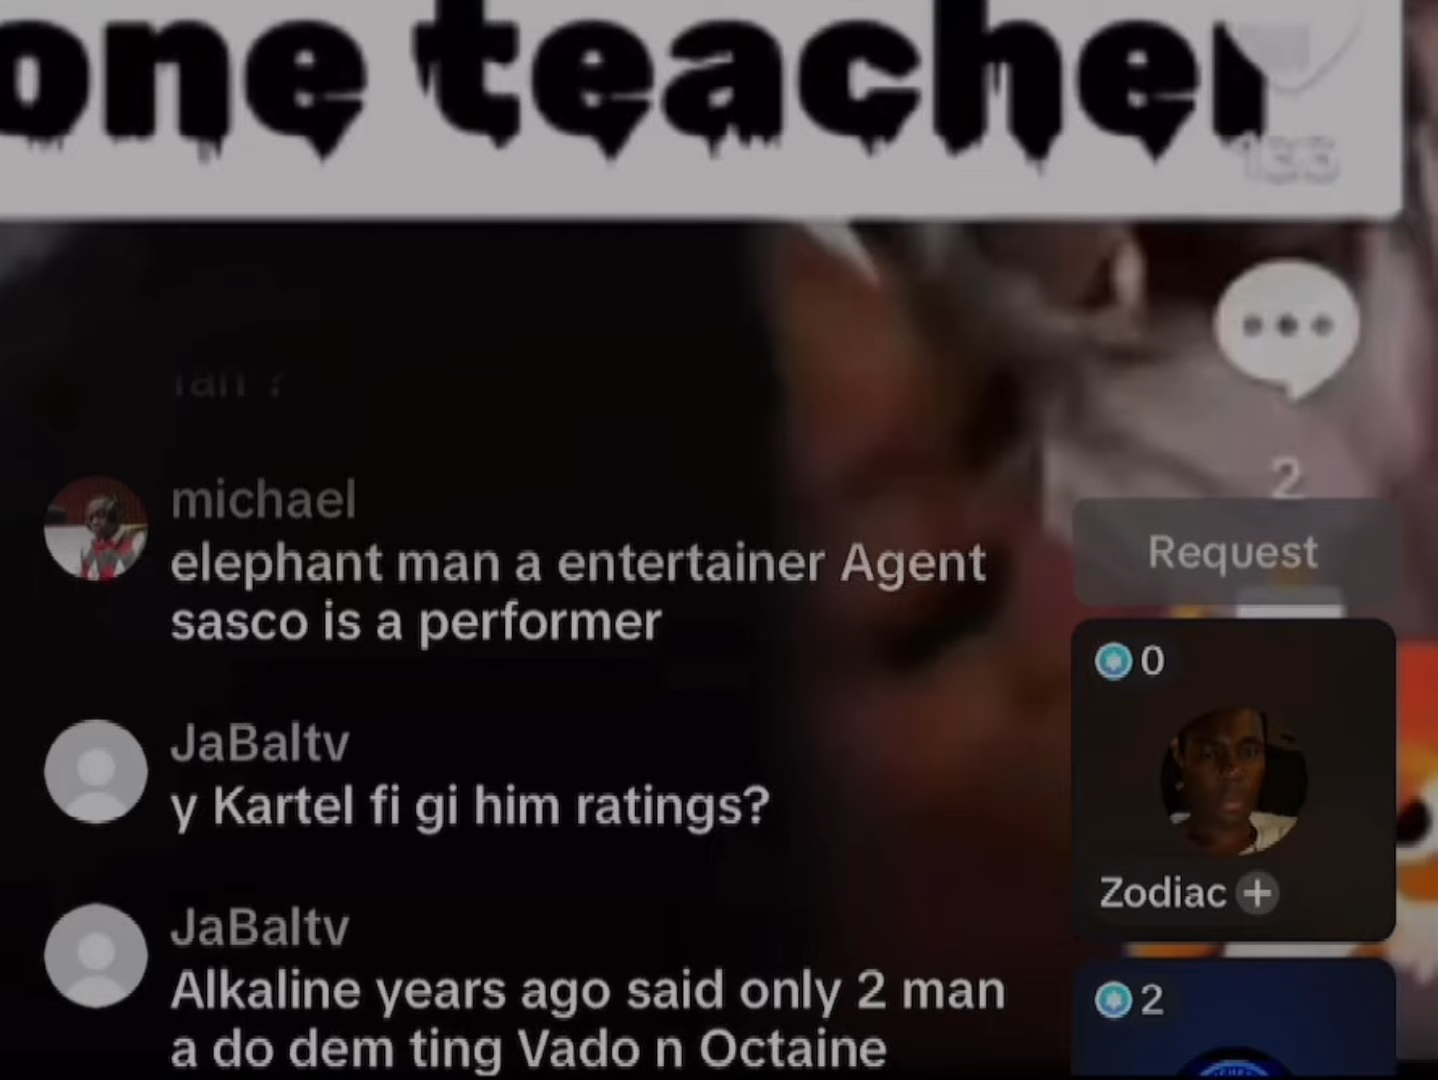 one teacher
133
2
michael
elephant man a entertainer Agent
sasco is a performer
Request
0
JaBaltv
y Kartel fi gi him ratings?
Zodiac +
JaBaltv
Alkaline years ago said only 2 man
a do dem ting Vado n Octaine
2